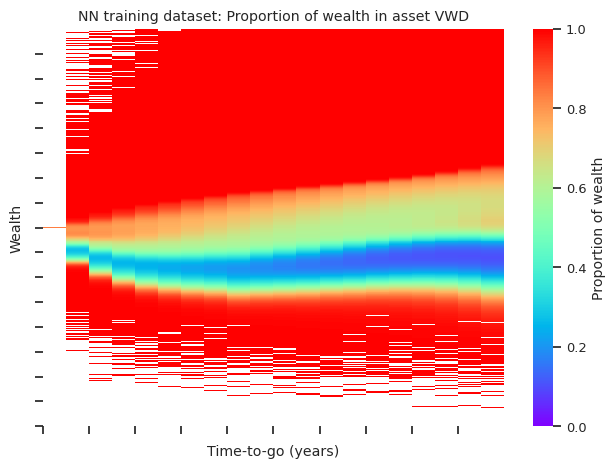 NN training dataset: Proportion of wealth in asset VWD
Wealth
Time-to-go (years)
1.0
0.8
0.6
0.4
0.2
0.0
Proportion of wealth